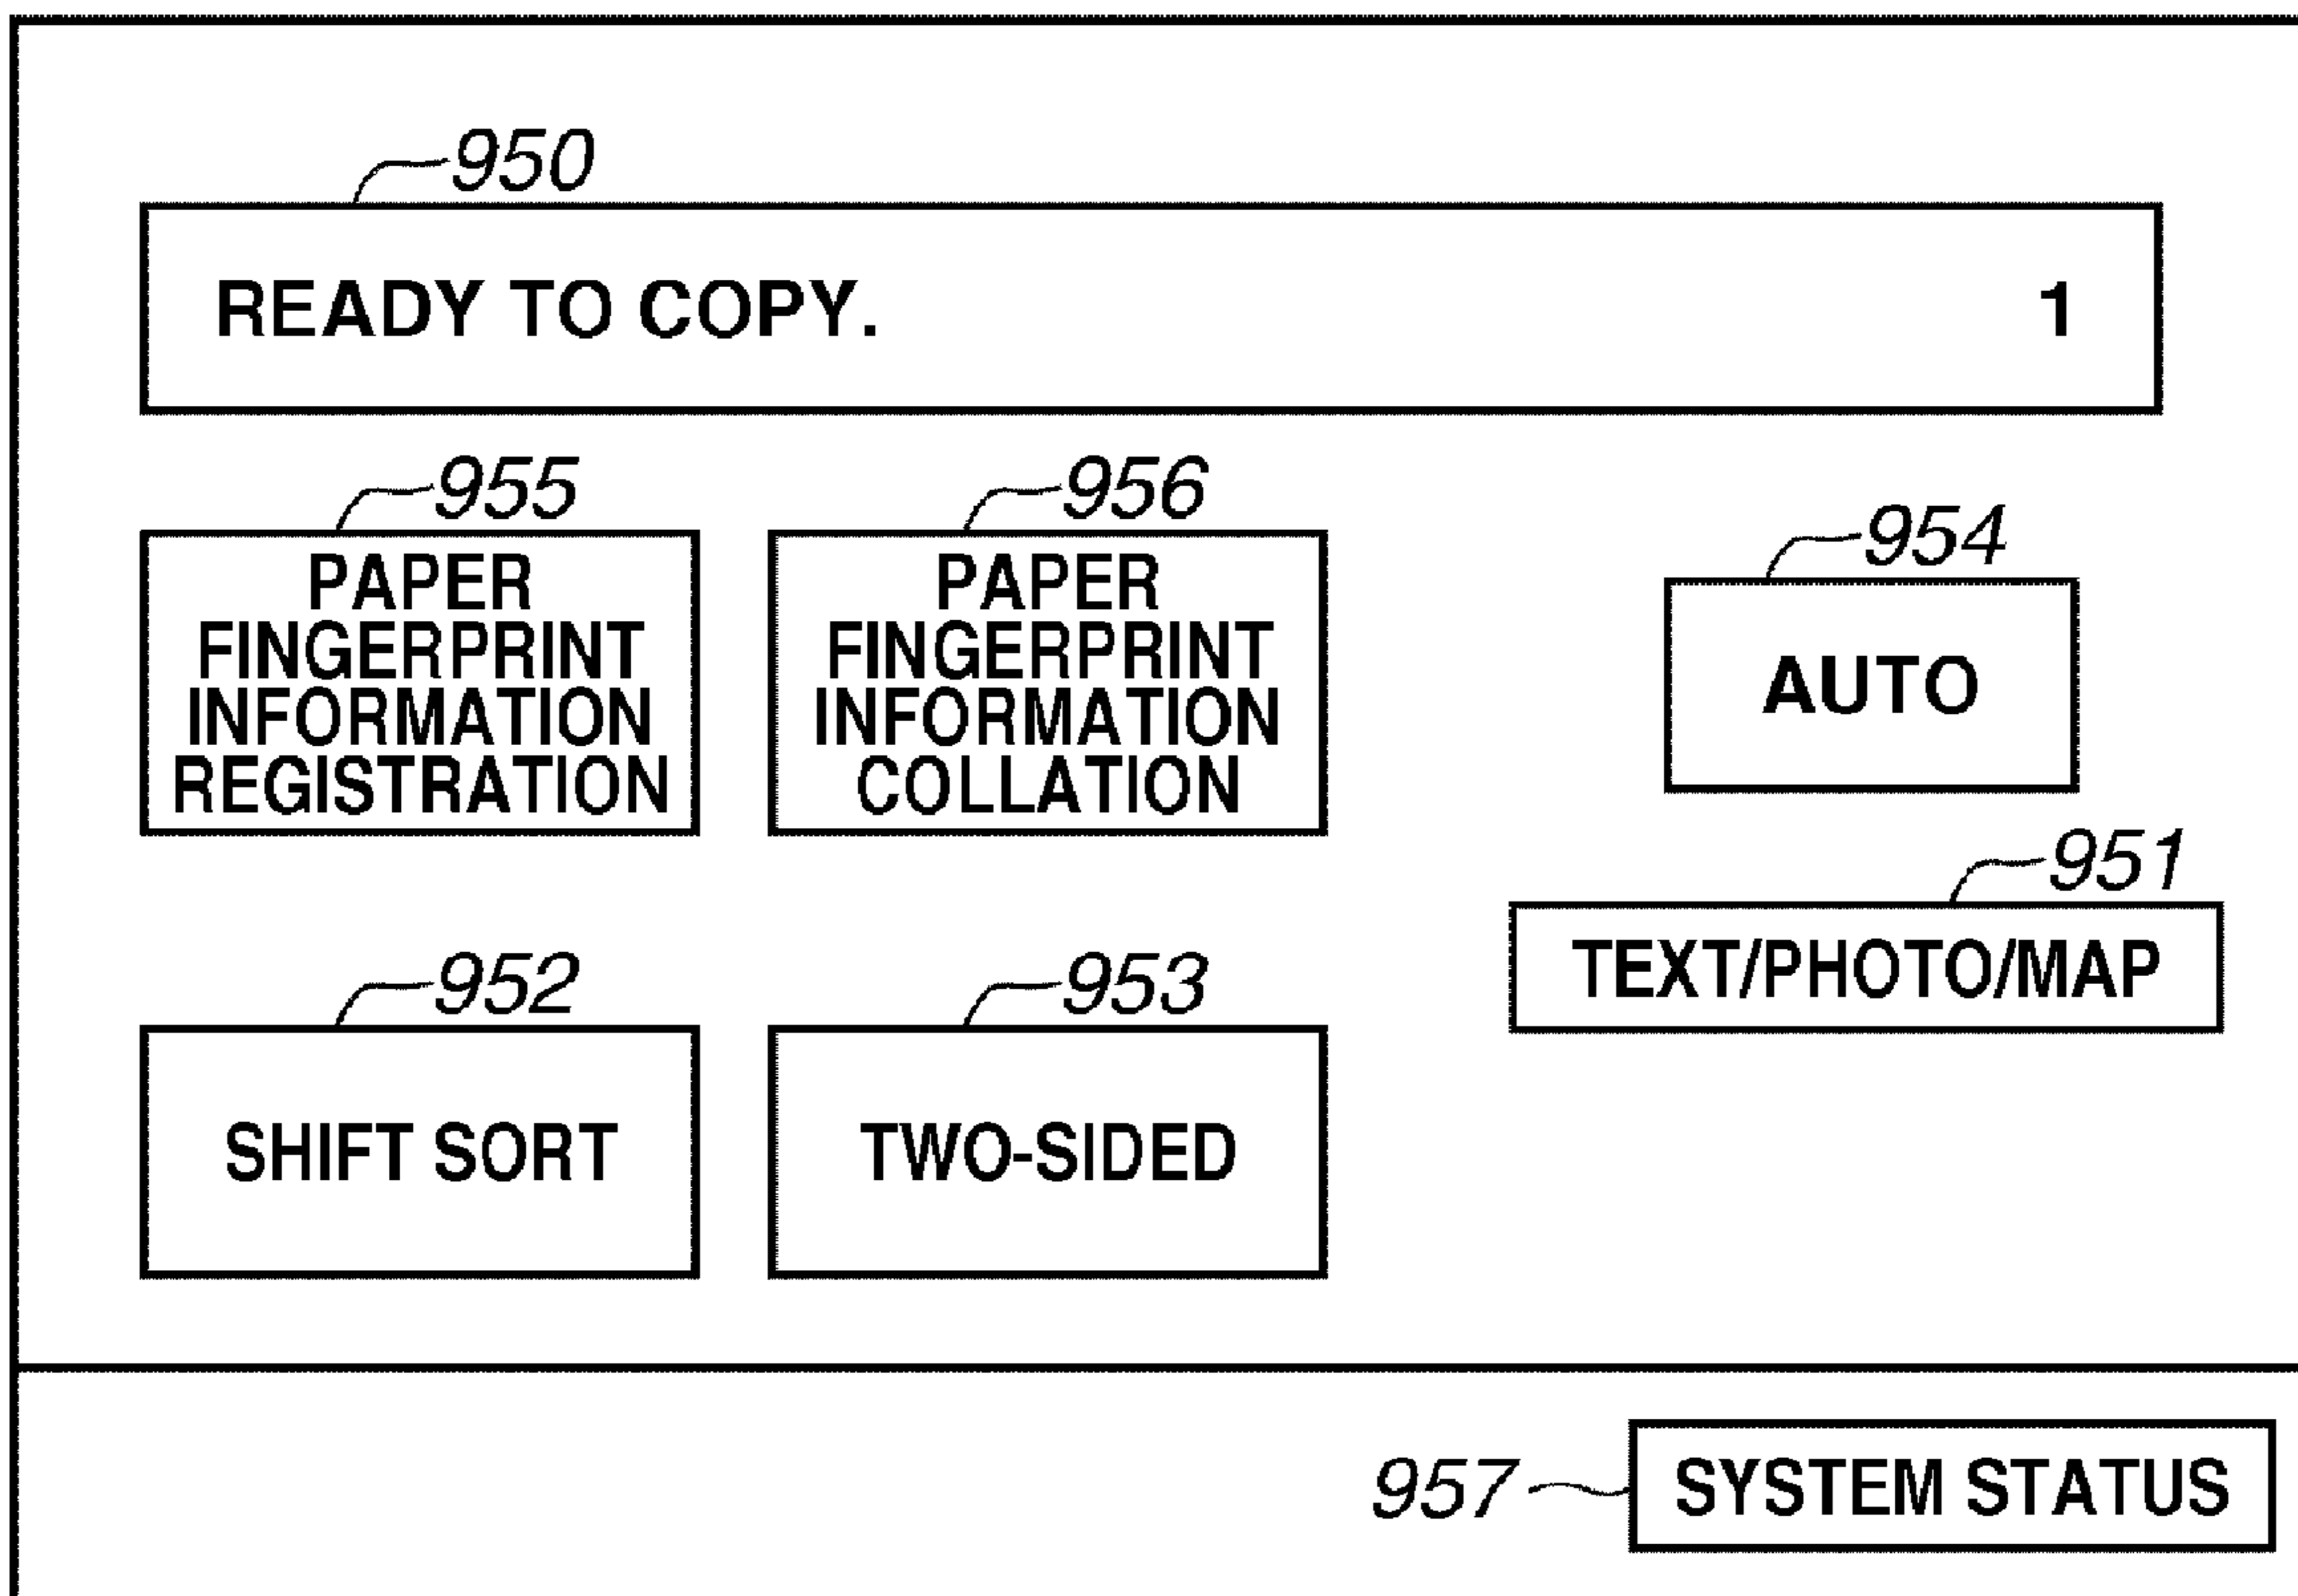 950
READY TO COPY. 1
955
PAPER
FINGERPRINT
INFORMATION
REGISTRATION
956
PAPER
FINGERPRINT
INFORMATION
COLLATION
954
AUTO
951
TEXT/PHOTO/MAP
952
SHIFT SORT
953
TWO-SIDED
957
SYSTEM STATUS